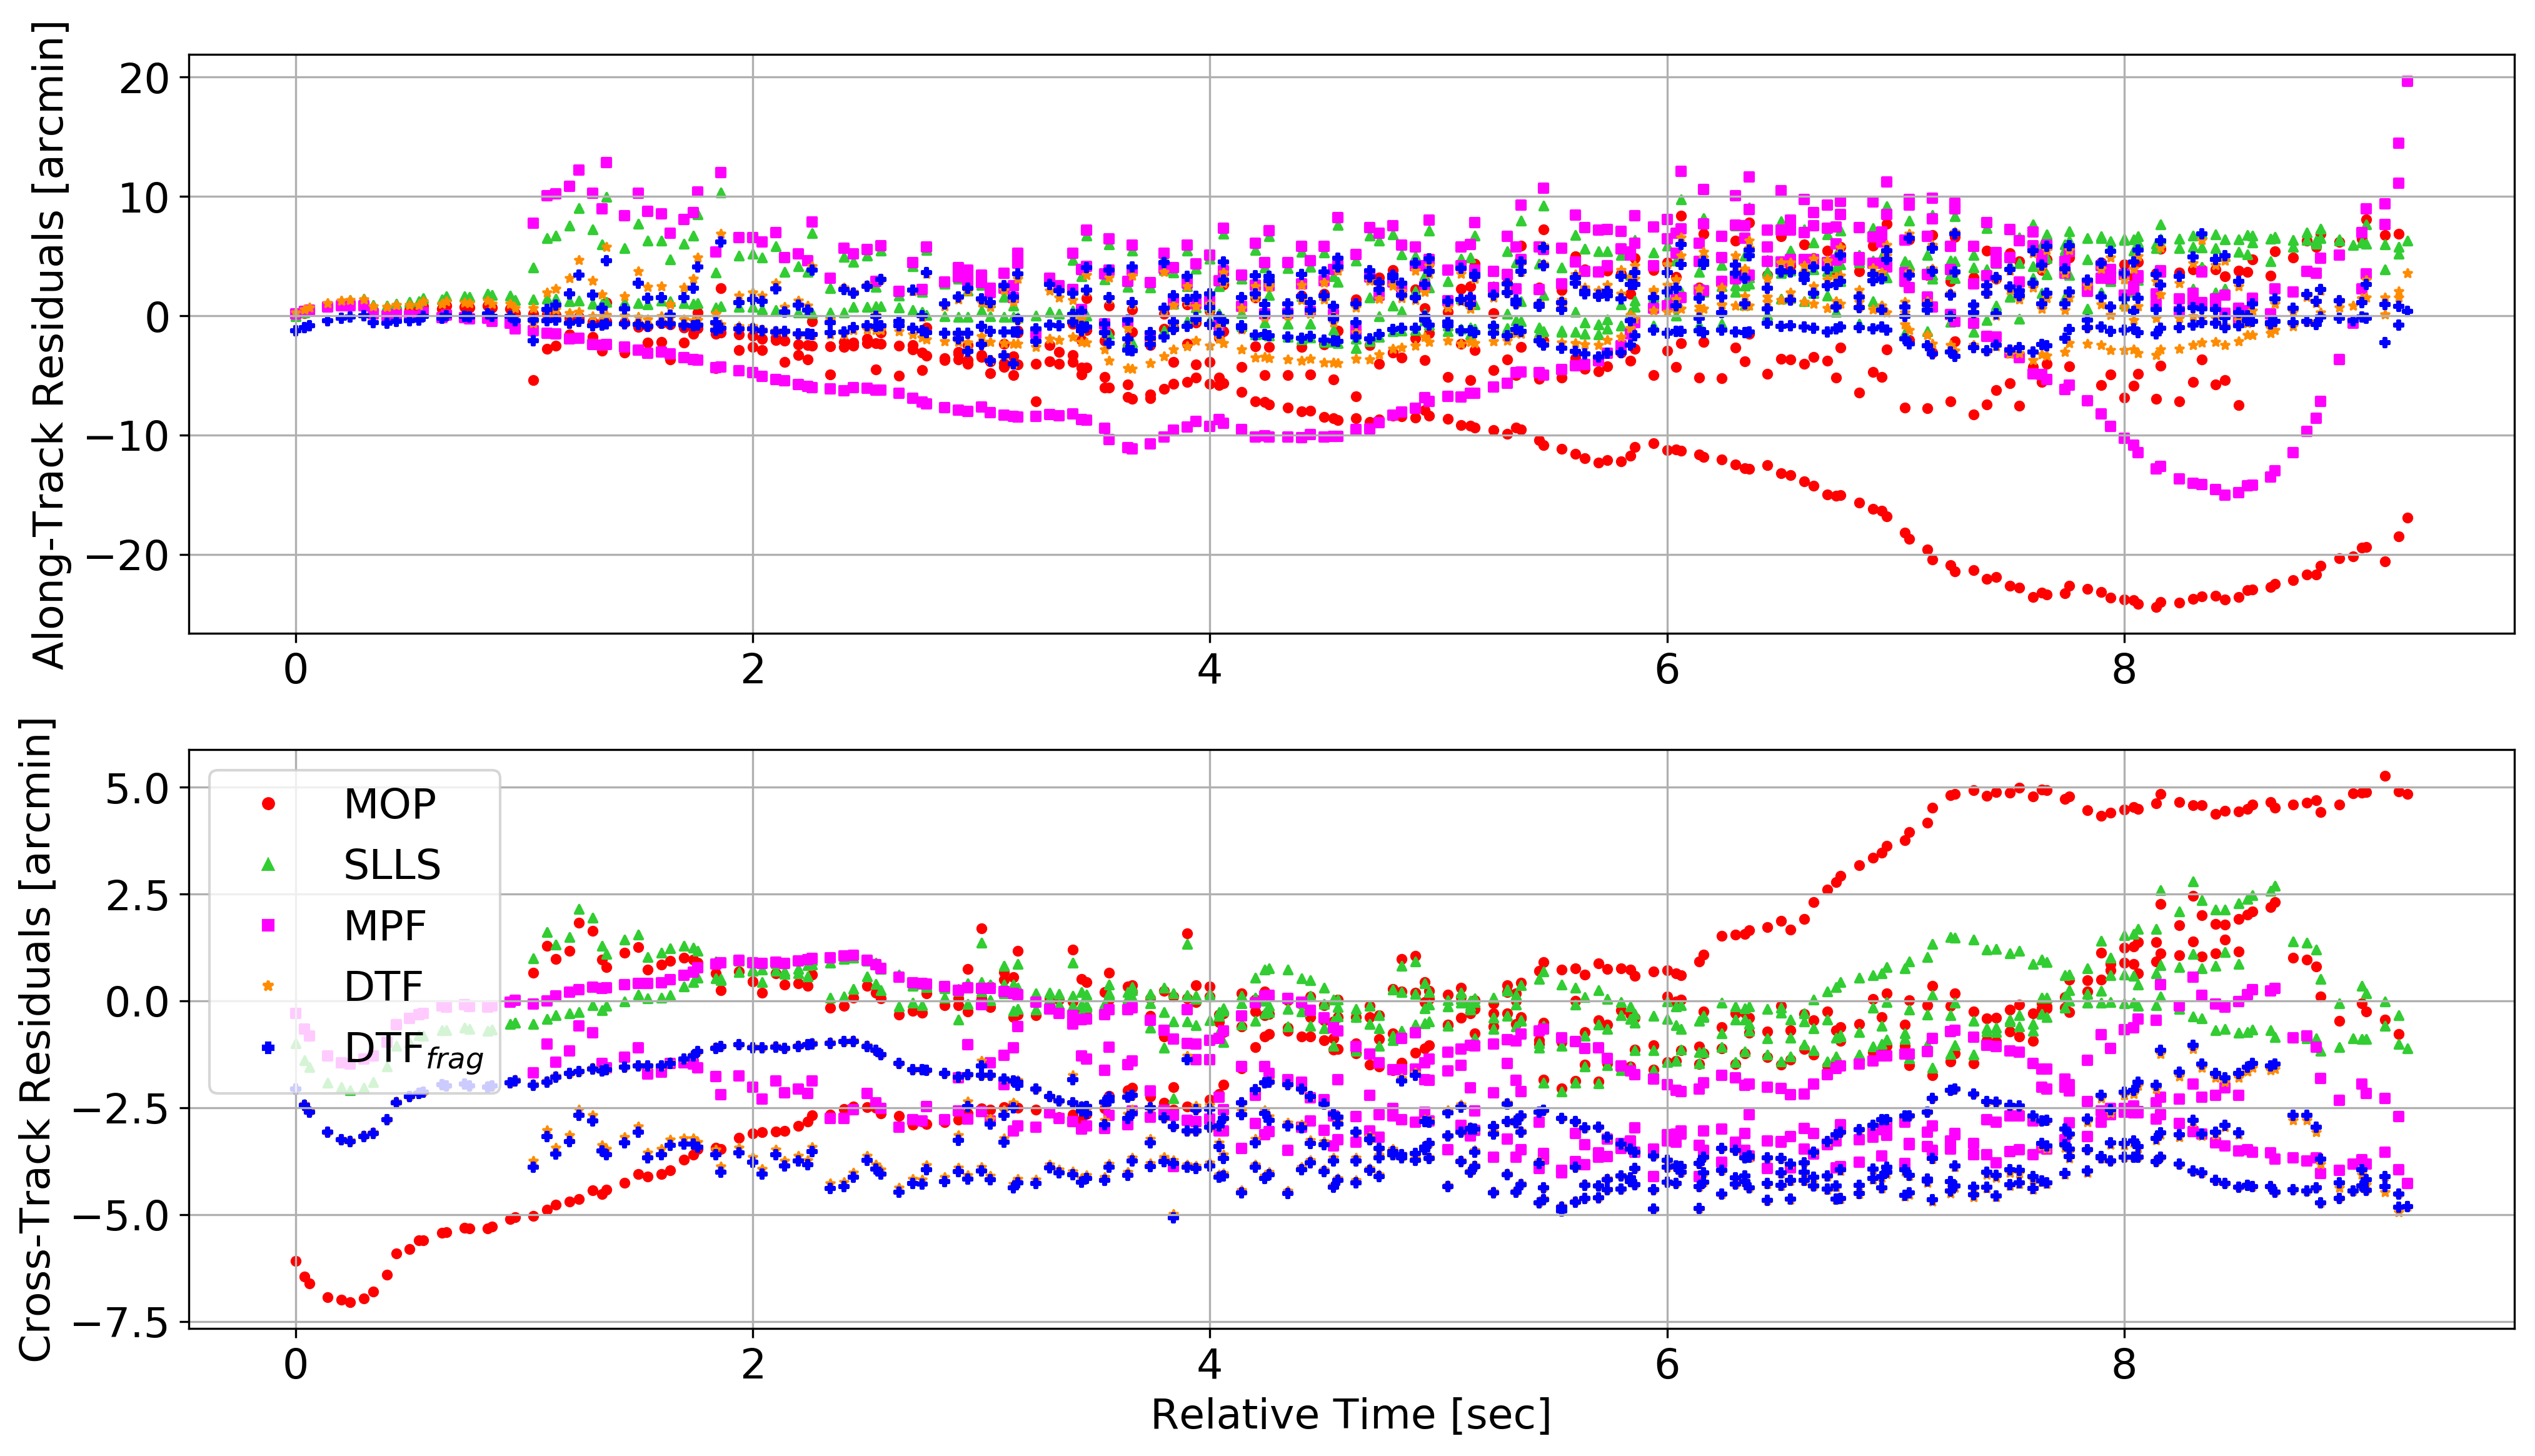 Along-Track Residuals [arcmin]
20
10
0
−10
−20
0 2 4 6 8
Cross-Track Residuals [arcmin]
5.0
2.5
0.0
−2.5
−5.0
−7.5
MOP
SLLS
MPF
DTF
DTF_frag
0 2 4 6 8
Relative Time [sec]